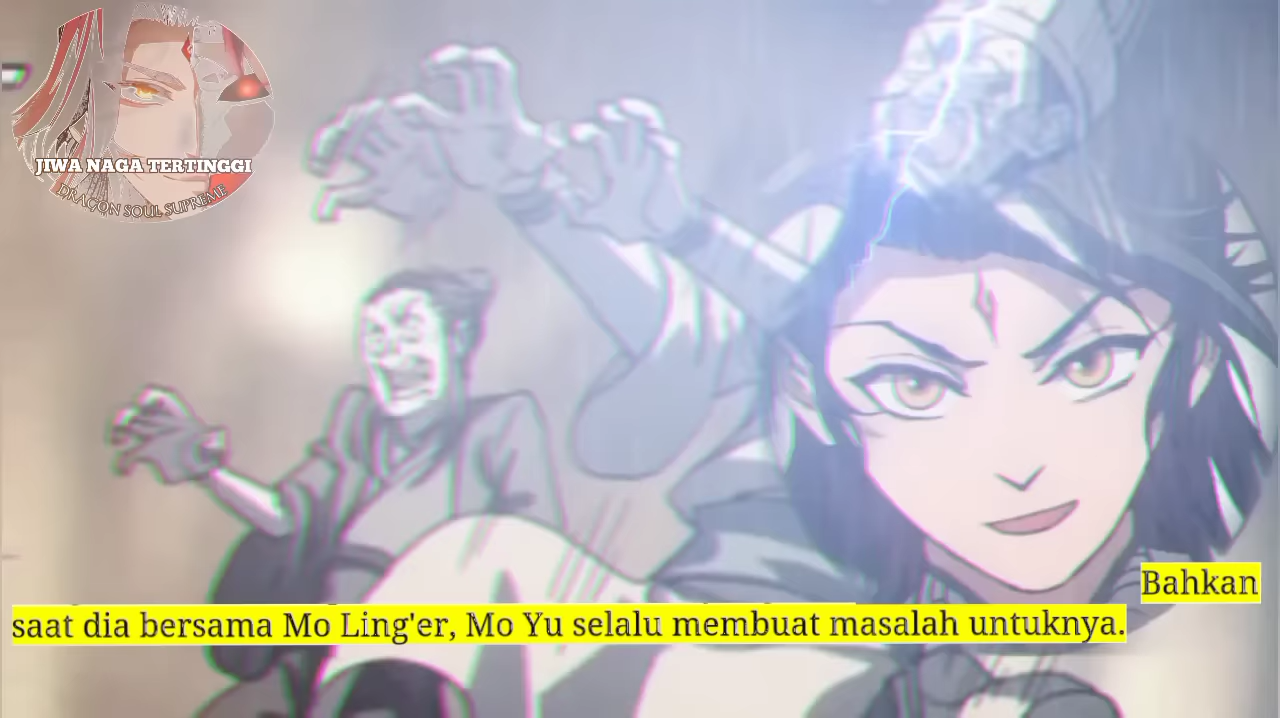 JIWA NAGA TERTINGGI
DRAGON SOUL SUPREME
Bahkan
saat dia bersama Mo Ling'er, Mo Yu selalu membuat masalah untuknya.